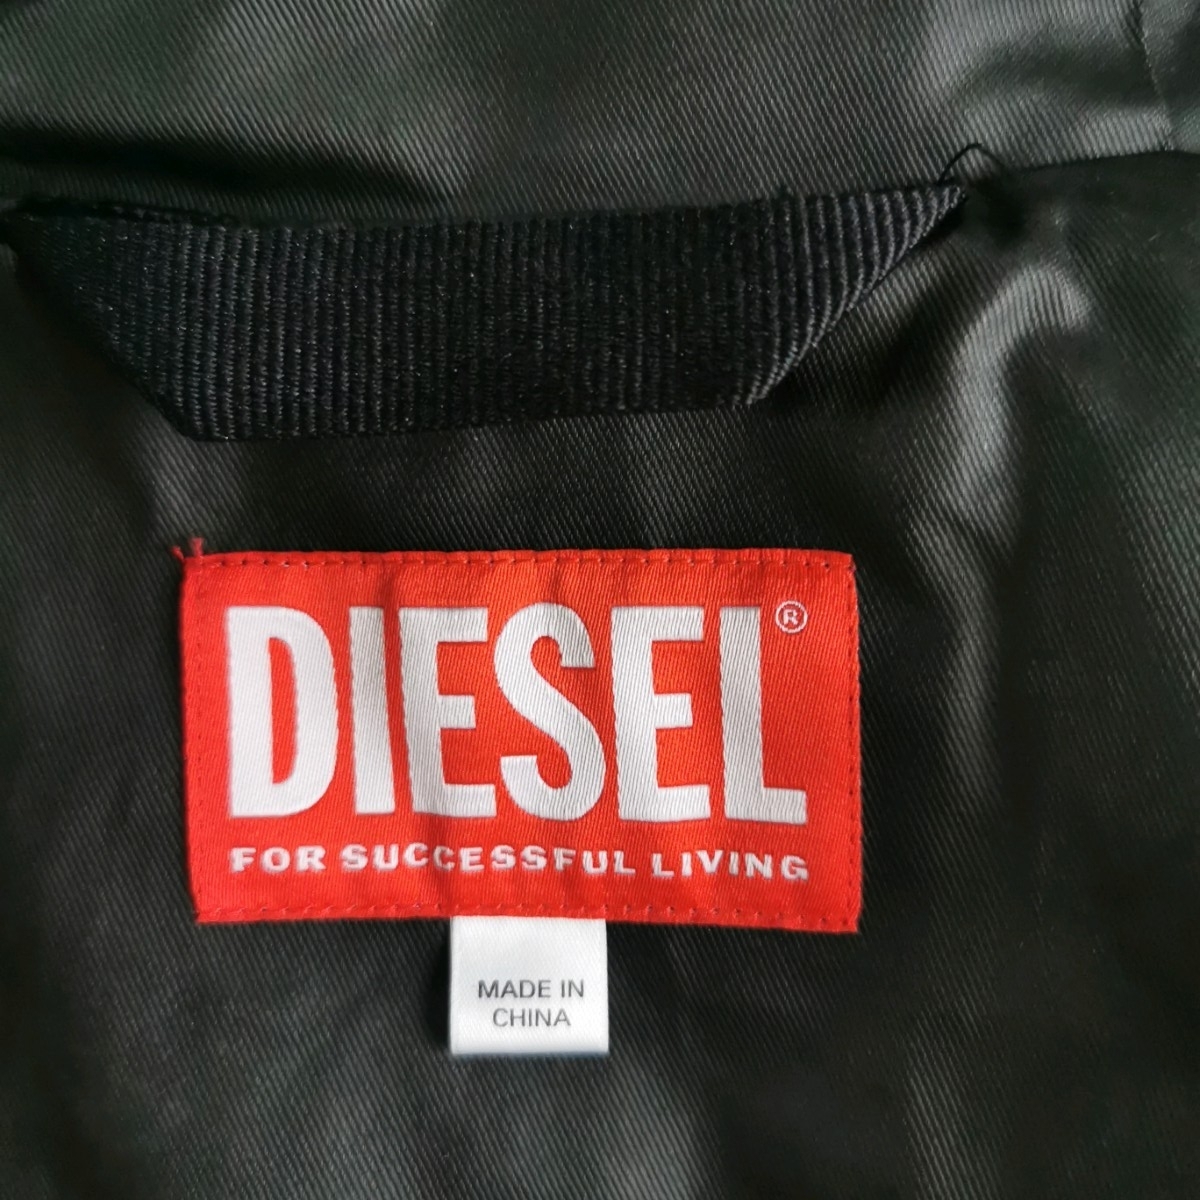 DIESEL®
FOR SUCCESSFUL LIVING
MADE IN
CHINA